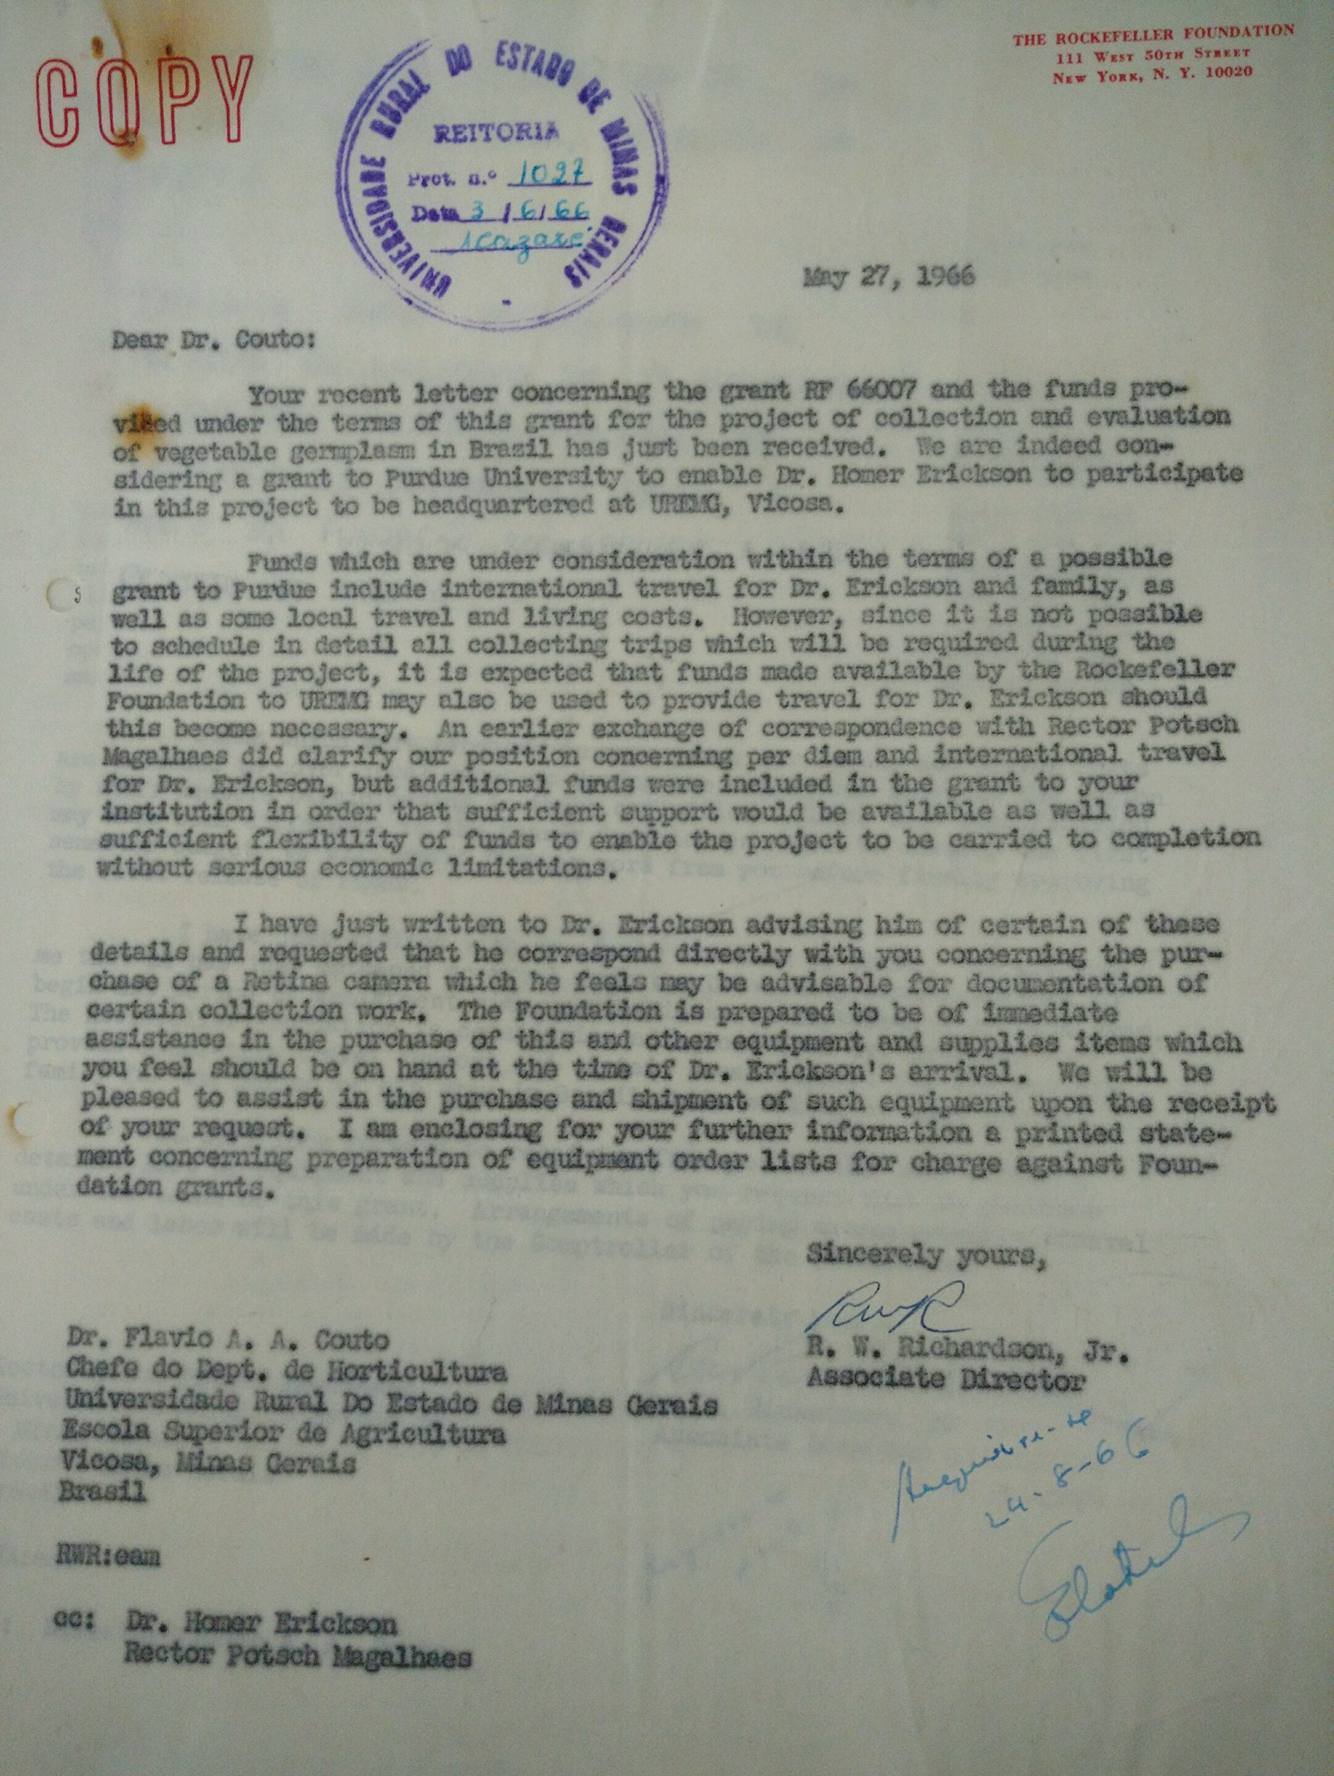 COPY
THE ROCKEFELLER FOUNDATION
111 WEST 50TH STREET
NEW YORK, N. Y. 10020
UNIVERSIDADE RURAL DO ESTADO DE MINAS GERAIS
REITORIA
Prot. n.º 1027
Data 3/6/66
May 27, 1966
Dear Dr. Couto:
Your recent letter concerning the grant RF 66007 and the funds pro-
vided under the terms of this grant for the project of collection and evaluation
of vegetable germplasm in Brazil has just been received. We are indeed con-
sidering a grant to Purdue University to enable Dr. Homer Erickson to participate
in this project to be headquartered at UREMG, Vicosa.
Funds which are under consideration within the terms of a possible
grant to Purdue include international travel for Dr. Erickson and family, as
well as some local travel and living costs. However, since it is not possible
to schedule in detail all collecting trips which will be required during the
life of the project, it is expected that funds made available by the Rockefeller
Foundation to UREMG may also be used to provide travel for Dr. Erickson should
this become necessary. An earlier exchange of correspondence with Rector Potsch
Magalhaes did clarify our position concerning per diem and international travel
for Dr. Erickson, but additional funds were included in the grant to your
institution in order that sufficient support would be available as well as
sufficient flexibility of funds to enable the project to be carried to completion
without serious economic limitations.
I have just written to Dr. Erickson advising him of certain of these
details and requested that he correspond directly with you concerning the pur-
chase of a Retina camera which he feels may be advisable for documentation of
certain collection work. The Foundation is prepared to be of immediate
assistance in the purchase of this and other equipment and supplies items which
you feel should be on hand at the time of Dr. Erickson's arrival. We will be
pleased to assist in the purchase and shipment of such equipment upon the receipt
of your request. I am enclosing for your further information a printed state-
ment concerning preparation of equipment order lists for charge against Foun-
dation grants.
Sincerely yours,
RWR
R. W. Richardson, Jr.
Associate Director
Dr. Flavio A. A. Couto
Chefe do Dept. de Horticultura
Universidade Rural Do Estado de Minas Gerais
Escola Superior de Agricultura
Vicosa, Minas Gerais
Brasil
Arquive-se
24-8-66
RWR:eam
cc: Dr. Homer Erickson
Rector Potsch Magalhaes